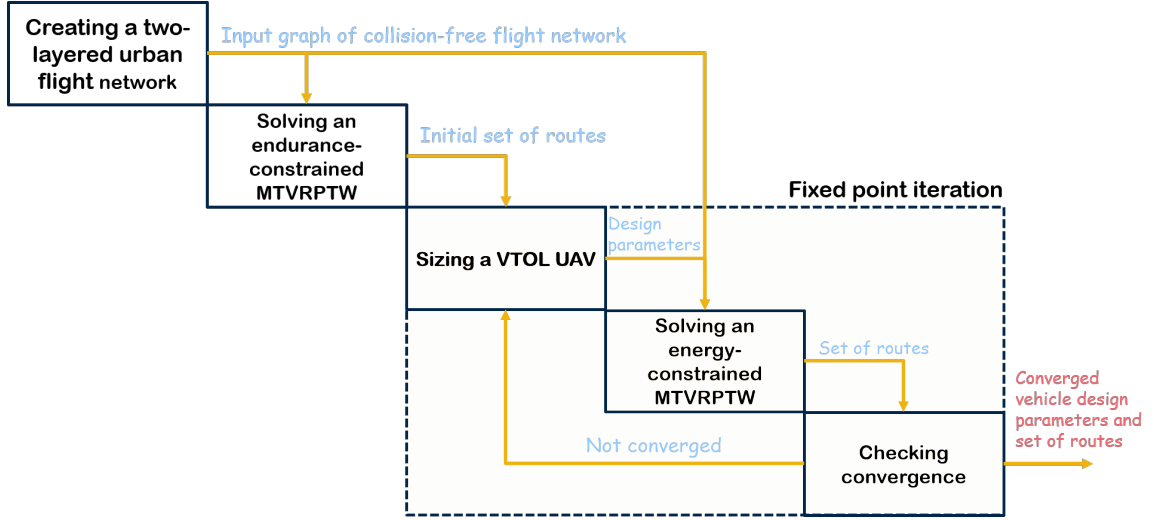 Creating a two-
layered urban
flight network
Input graph of collision-free flight network
Solving an
endurance-
constrained
MTVRPTW
Initial set of routes
Fixed point iteration
Sizing a VTOL UAV
Design
parameters
Solving an
energy-
constrained
MTVRPTW
Set of routes
Not converged
Checking
convergence
Converged
vehicle design
parameters and
set of routes